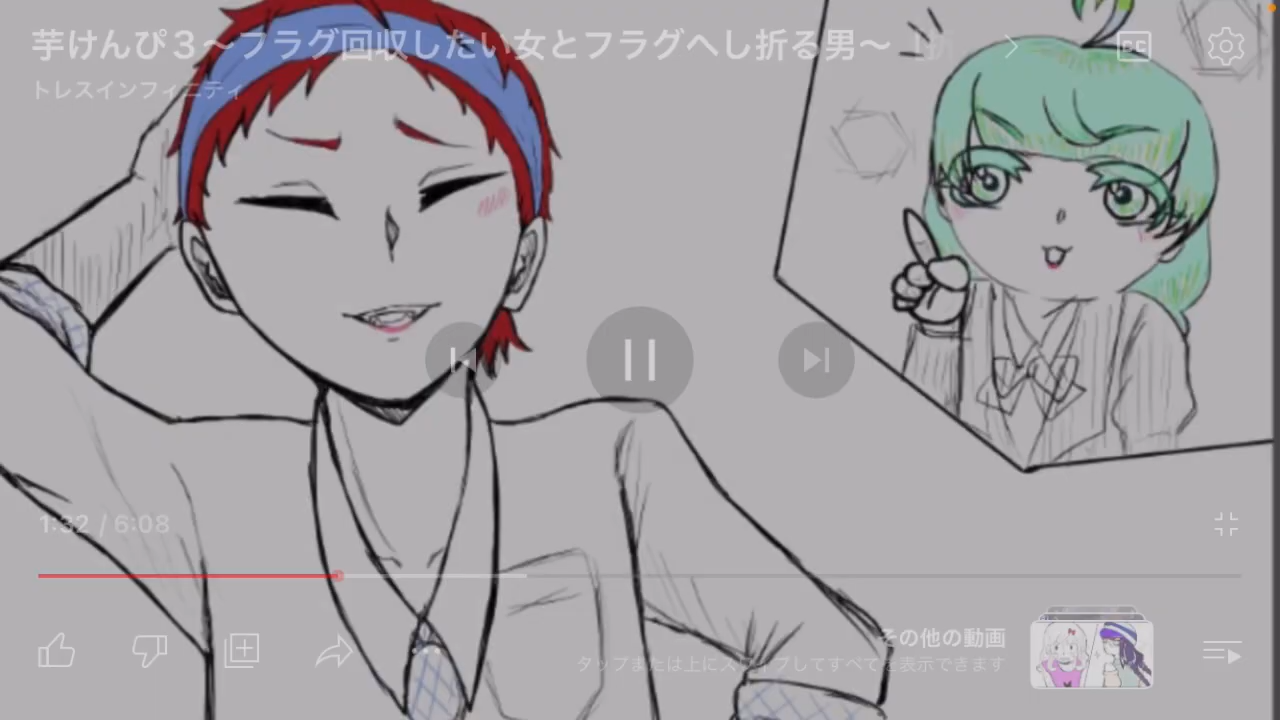 芋けんぴ３～フラグ回収したい女とフラグへし折る男～
CC
トレスインフィニティ
1:32 / 6:08
その他の動画
タップまたは上にスワイプしてすべてを表示できます